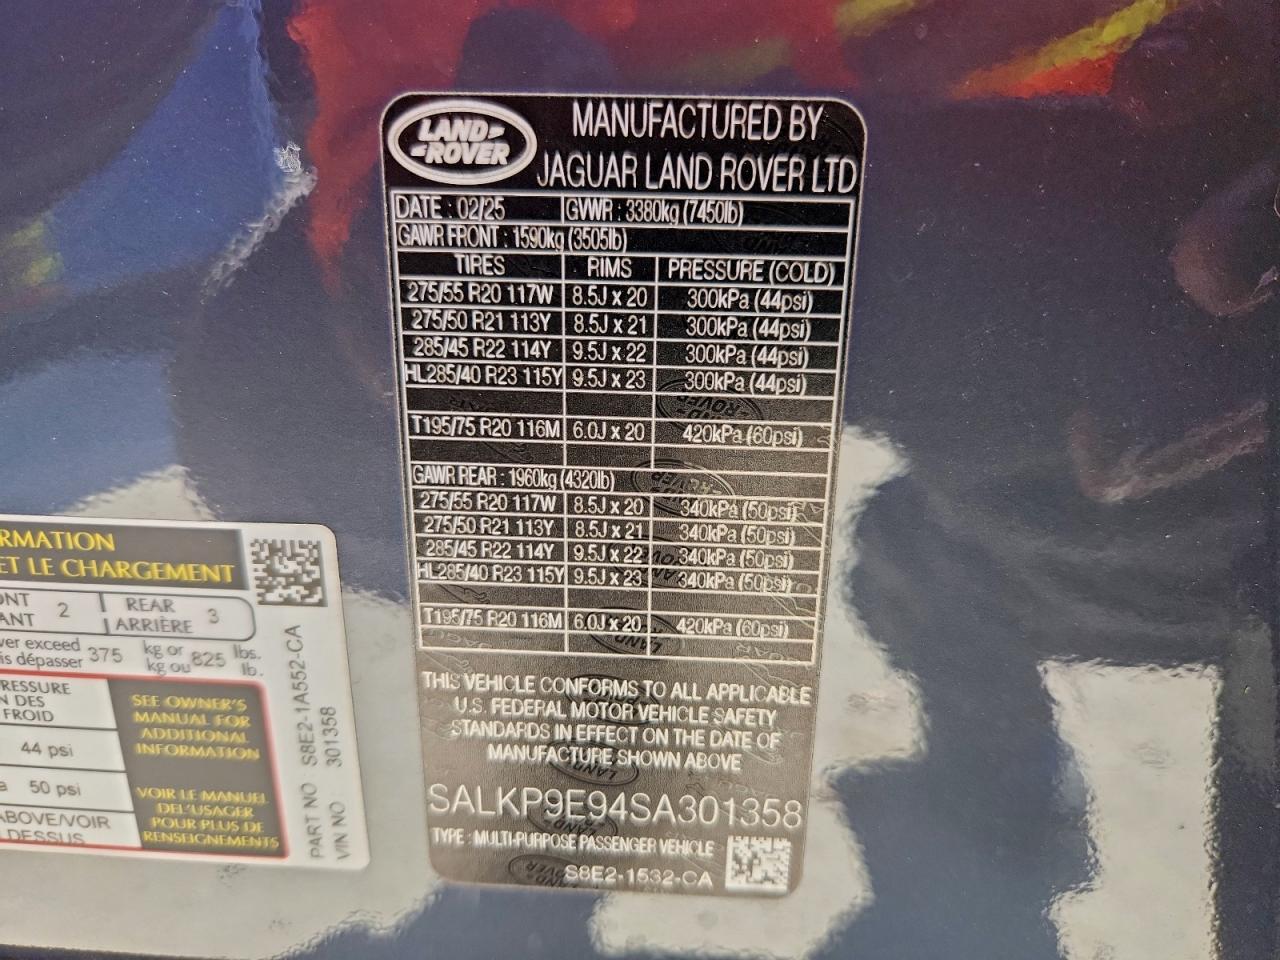 LAND ROVER
MANUFACTURED BY
JAGUAR LAND ROVER LTD
DATE : 02/25 GVWR : 3380kg (7450lb)
GAWR FRONT : 1590kg (3505lb)
TIRES RIMS PRESSURE (COLD)
275/55 R20 117W 8.5J x 20 300kPa (44psi)
275/50 R21 113Y 8.5J x 21 300kPa (44psi)
285/45 R22 114Y 9.5J x 22 300kPa (44psi)
HL285/40 R23 115Y 9.5J x 23 300kPa (44psi)
T195/75 R20 116M 6.0J x 20 420kPa (60psi)
GAWR REAR : 1960kg (4320lb)
275/55 R20 117W 8.5J x 20 340kPa (50psi)
275/50 R21 113Y 8.5J x 21 340kPa (50psi)
285/45 R22 114Y 9.5J x 22 340kPa (50psi)
HL285/40 R23 115Y 9.5J x 23 340kPa (50psi)
T195/75 R20 116M 6.0J x 20 420kPa (60psi)
THIS VEHICLE CONFORMS TO ALL APPLICABLE
U.S. FEDERAL MOTOR VEHICLE SAFETY
STANDARDS IN EFFECT ON THE DATE OF
MANUFACTURE SHOWN ABOVE
SALKP9E94SA301358
TYPE : MULTI-PURPOSE PASSENGER VEHICLE
S8E2-1532-CA
RMATION
ET LE CHARGEMENT
ONT 2 REAR 3
ANT ARRIÈRE
ver exceed 375 kg or 825 lbs.
is dépasser kg ou lb.
RESSURE
N DES
FROID
44 psi
50 psi
ABOVE/VOIR
DESSUS
SEE OWNER'S
MANUAL FOR
ADDITIONAL
INFORMATION
VOIR LE MANUEL
DEL'USAGER
POUR PLUS DE
RENSEIGNEMENTS
PART NO : S8E2-1A552-CA
VIN NO : 301358